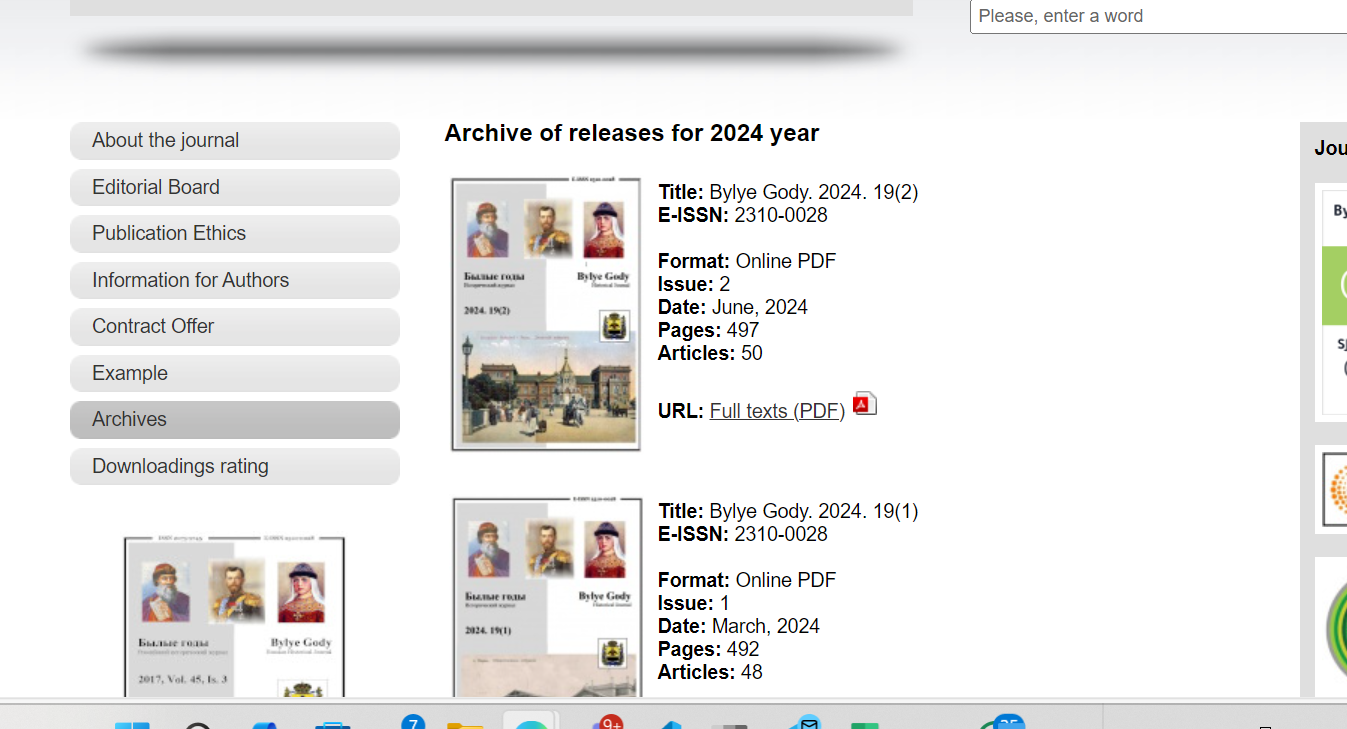 Please, enter a word
About the journal
Editorial Board
Publication Ethics
Information for Authors
Contract Offer
Example
Archives
Downloadings rating
Былые годы
Bylye Gody
2017, Vol. 45, Is. 3
Archive of releases for 2024 year
Былые годы
Bylye Gody
2024. 19(2)
Title: Bylye Gody. 2024. 19(2)
E-ISSN: 2310-0028
Format: Online PDF
Issue: 2
Date: June, 2024
Pages: 497
Articles: 50
URL: Full texts (PDF)
Былые годы
Bylye Gody
2024. 19(1)
Title: Bylye Gody. 2024. 19(1)
E-ISSN: 2310-0028
Format: Online PDF
Issue: 1
Date: March, 2024
Pages: 492
Articles: 48
Jou
By
7
9+